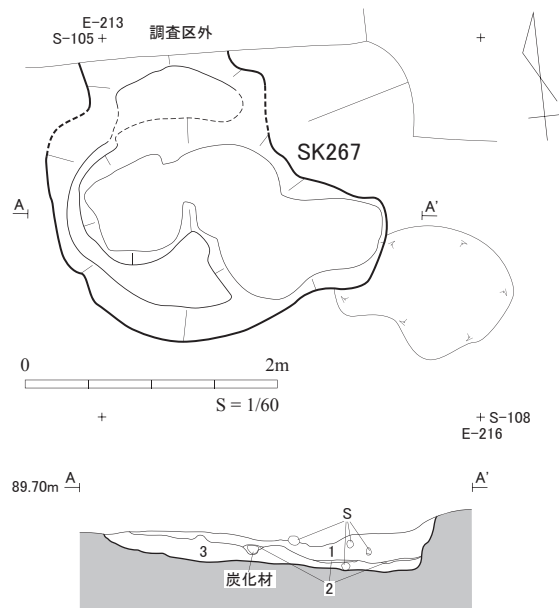 E-213
S-105 +
調査区外
+
SK267
A
A'
0
2m
S = 1/60
+
+ S-108
E-216
89.70m A
A'
S
3
1
炭化材
2